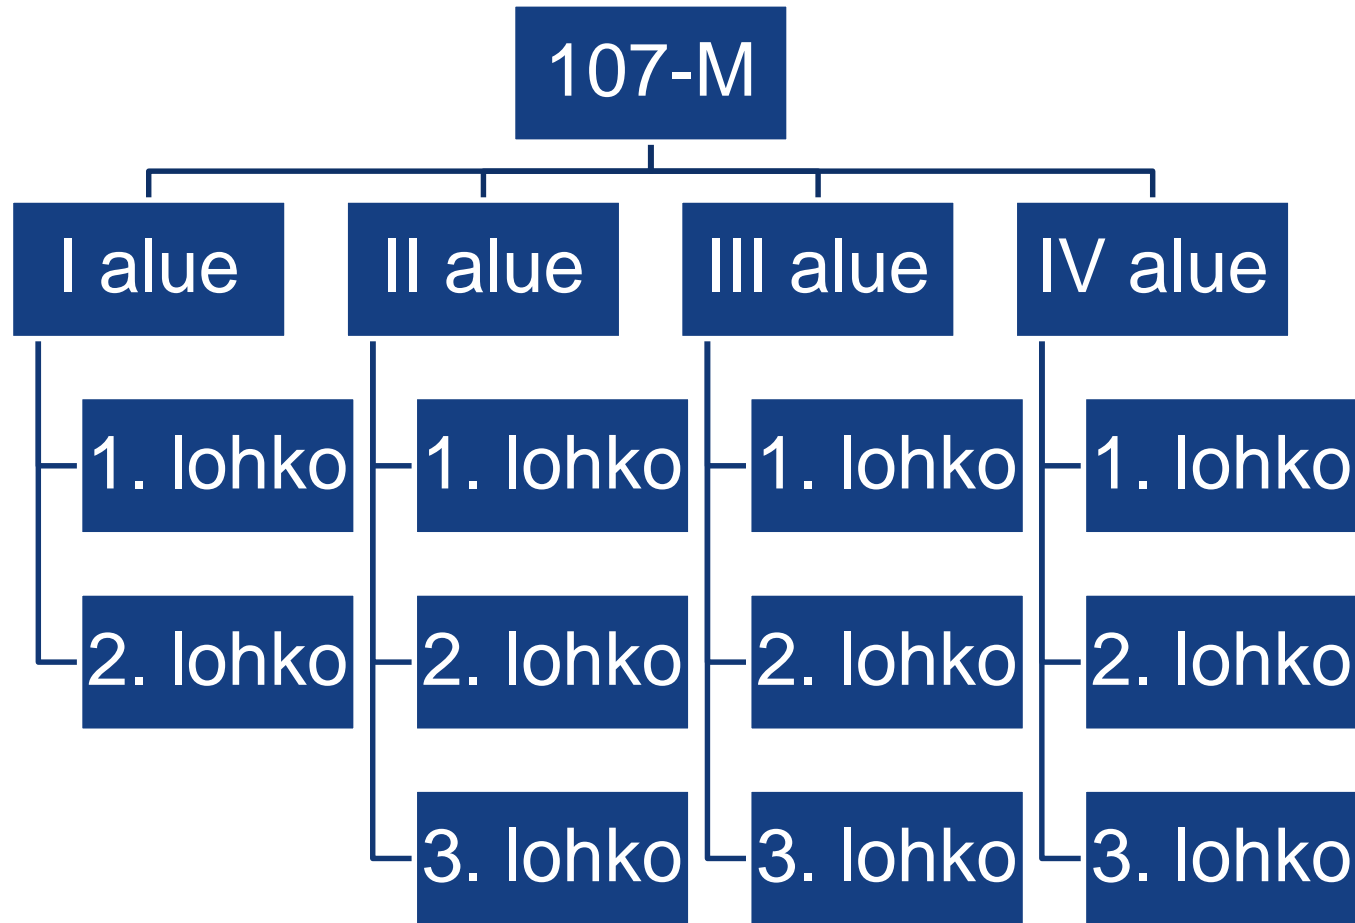 107-M
I alue
II alue
III alue
IV alue
1. lohko
1. lohko
1. lohko
1. lohko
2. lohko
2. lohko
2. lohko
2. lohko
3. lohko
3. lohko
3. lohko